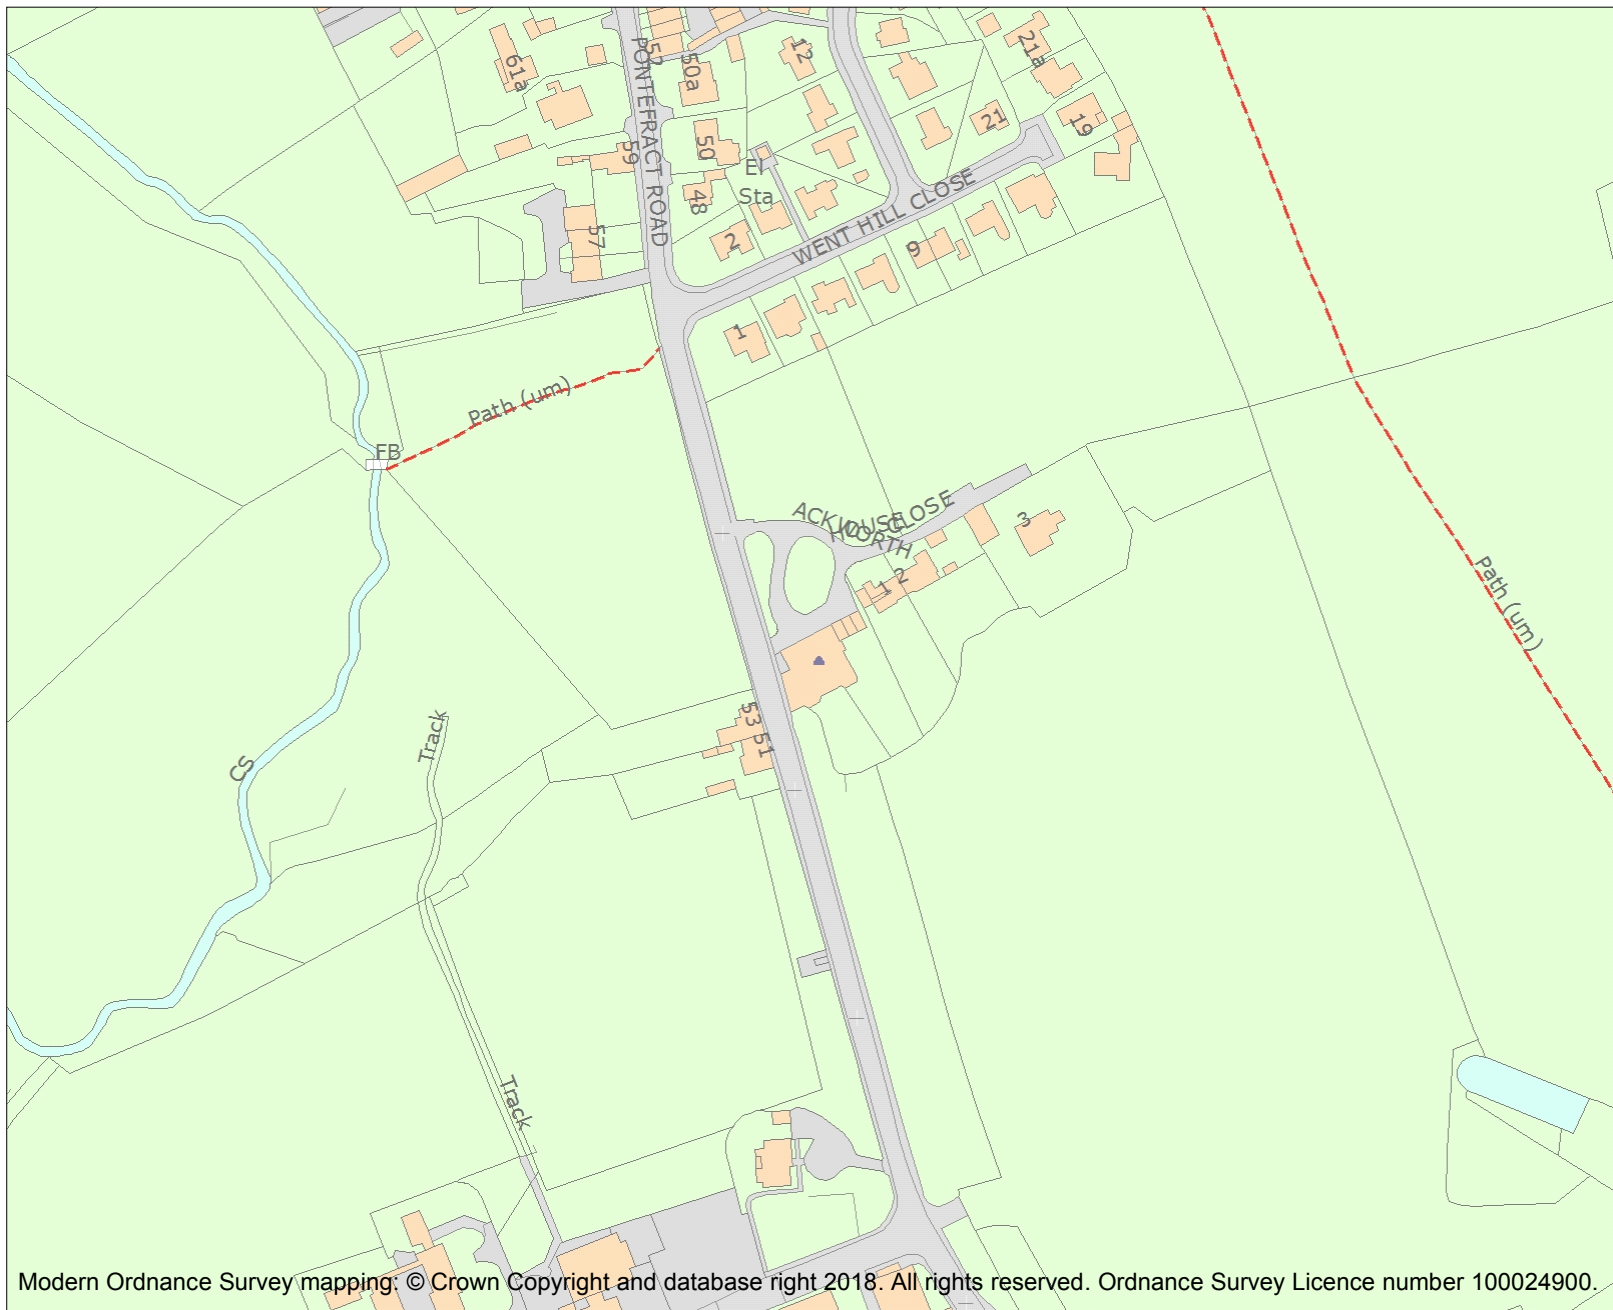 52
50a
61a
12
21a
21
19
PONTEFRACT ROAD
59
50
48
El
Sta
57
2
WENT HILL CLOSE
9
1
Path (um)
FB
ACKWORTH
HOUSE CLOSE
3
1 2
Path (um)
53 51
Track
CS
Track
Modern Ordnance Survey mapping: © Crown Copyright and database right 2018. All rights reserved. Ordnance Survey Licence number 100024900.